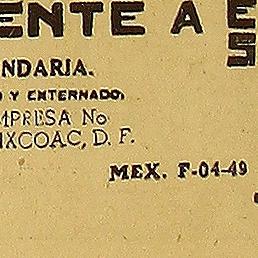 ENTE A E
S
NDARIA.
O Y EXTERNADO.
MPRESA No
IXCOAC, D. F.
MEX. F-04-49